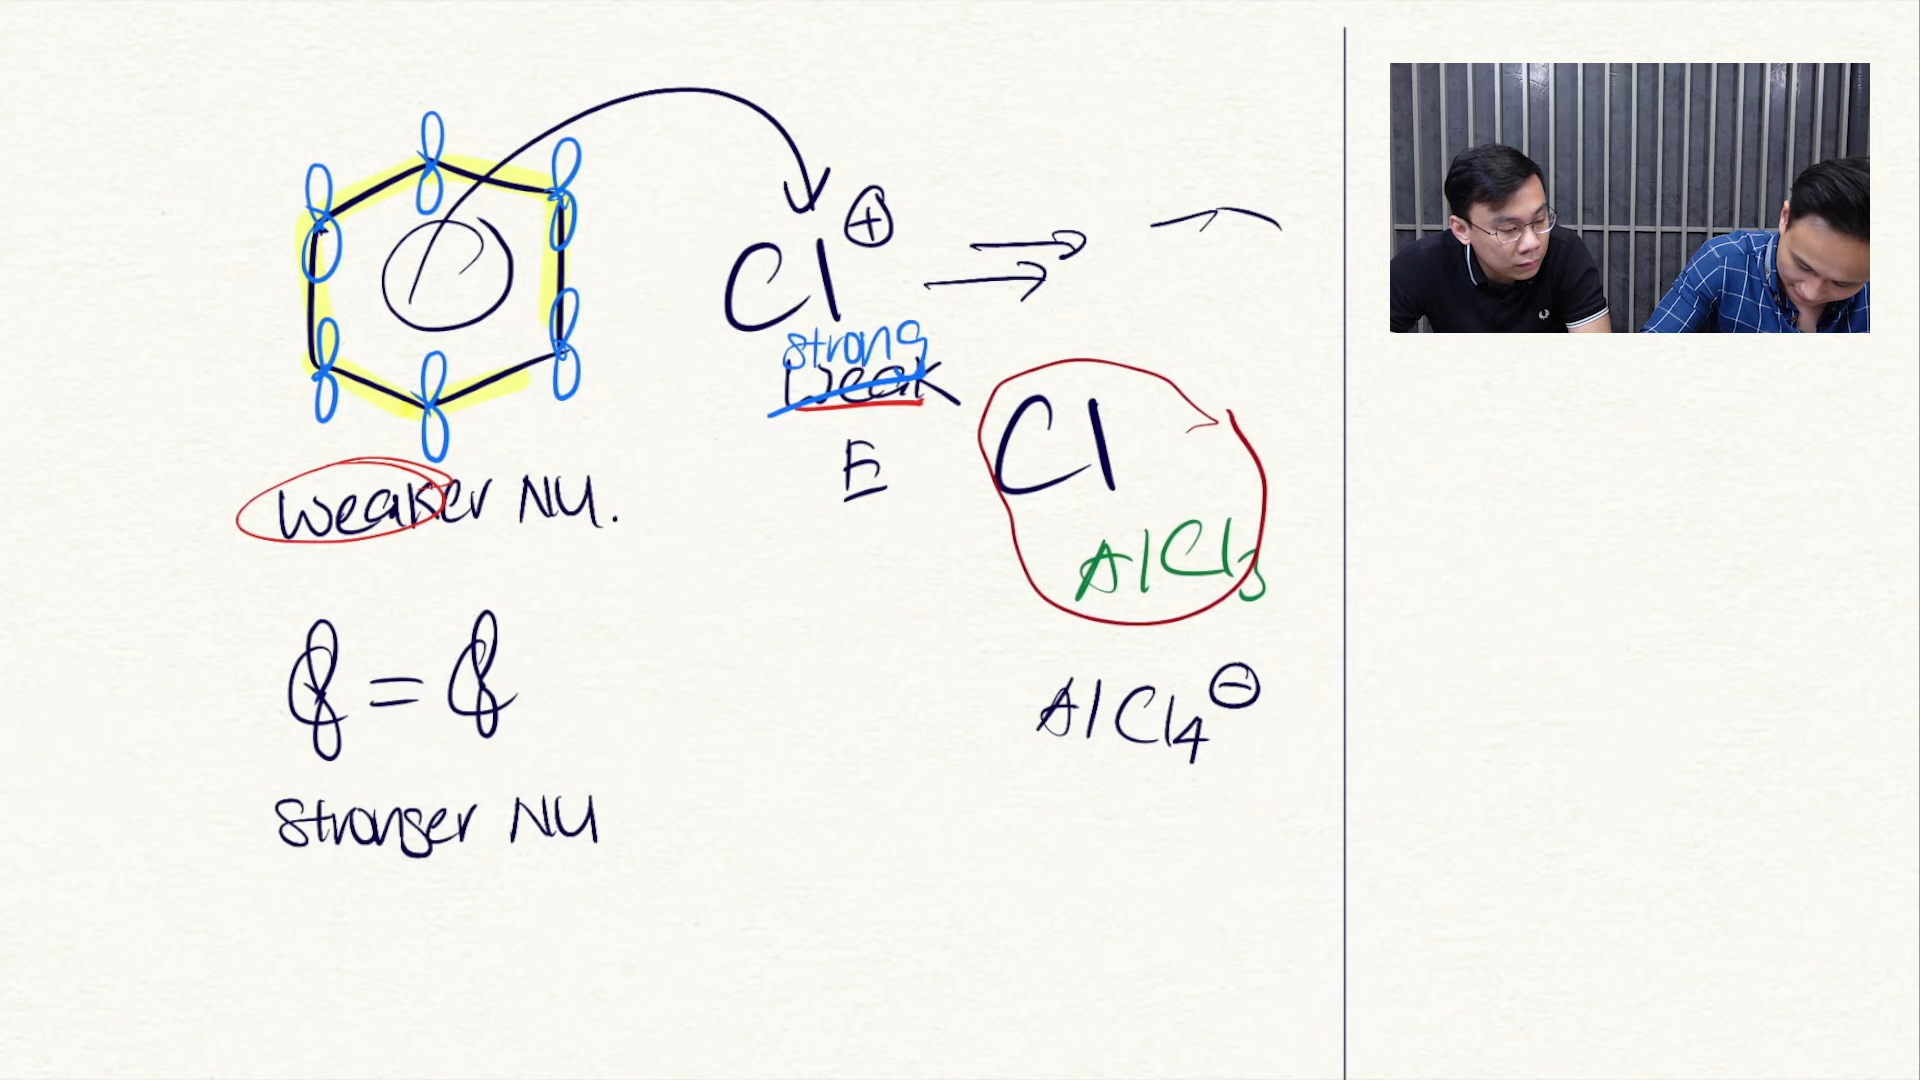 Cl⊕
strong
weak
E
Cl
AlCl3
weaker NU.
AlCl4⊖
=
Stronger NU